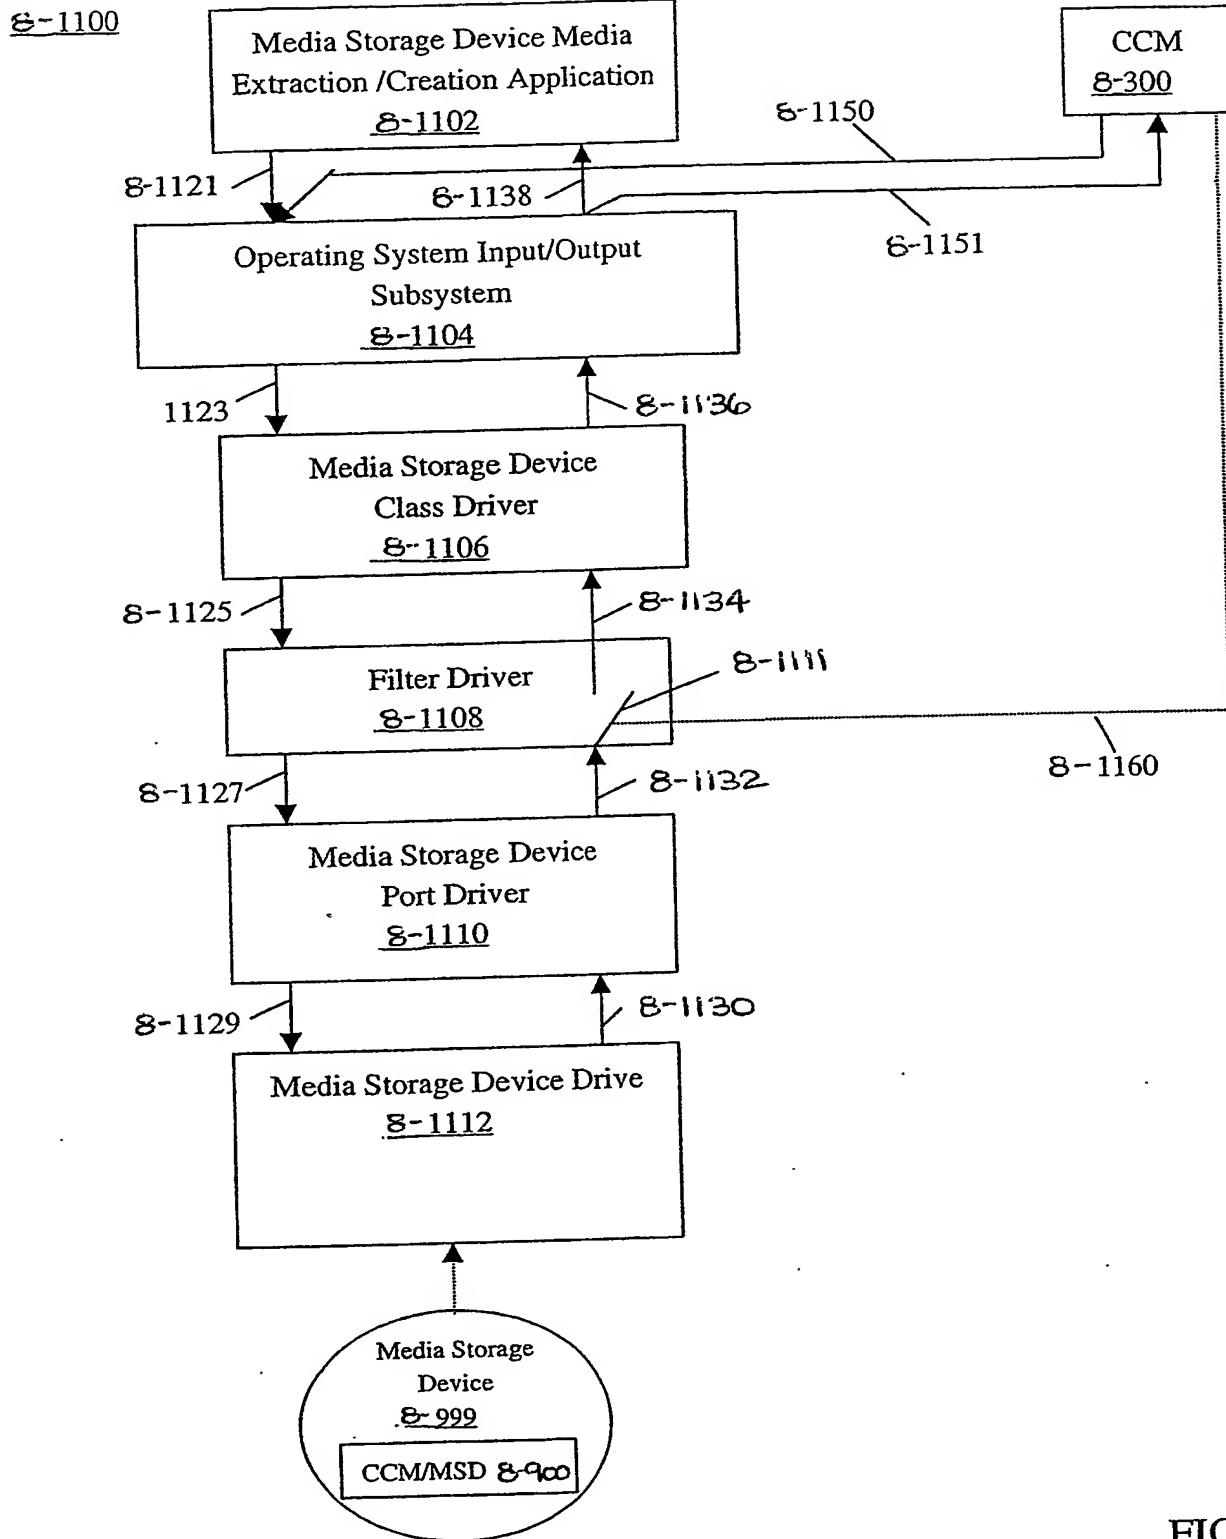 8-1100
Media Storage Device Media
Extraction /Creation Application
8-1102
CCM
8-300
8-1150
8-1121
8-1138
8-1151
Operating System Input/Output
Subsystem
8-1104
1123
8-1136
Media Storage Device
Class Driver
8-1106
8-1125
8-1134
Filter Driver
8-1108
8-1111
8-1127
8-1132
8-1160
Media Storage Device
Port Driver
8-1110
8-1129
8-1130
Media Storage Device Drive
8-1112
Media Storage
Device
8-999
CCM/MSD 8-900